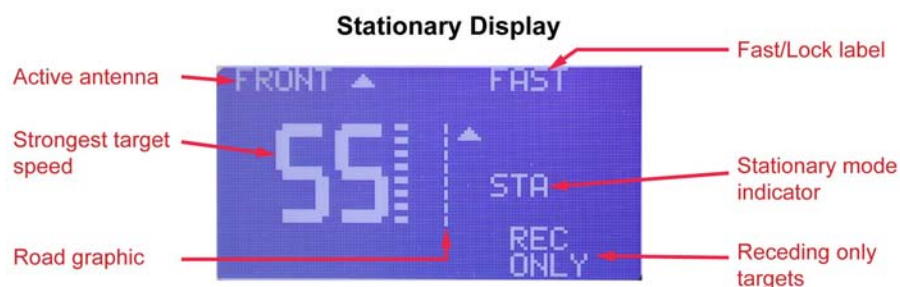 Stationary Display
Fast/Lock label
Active antenna
FRONT
FAST
Strongest target
speed
55
STA
Stationary mode
indicator
Road graphic
REC
ONLY
Receding only
targets